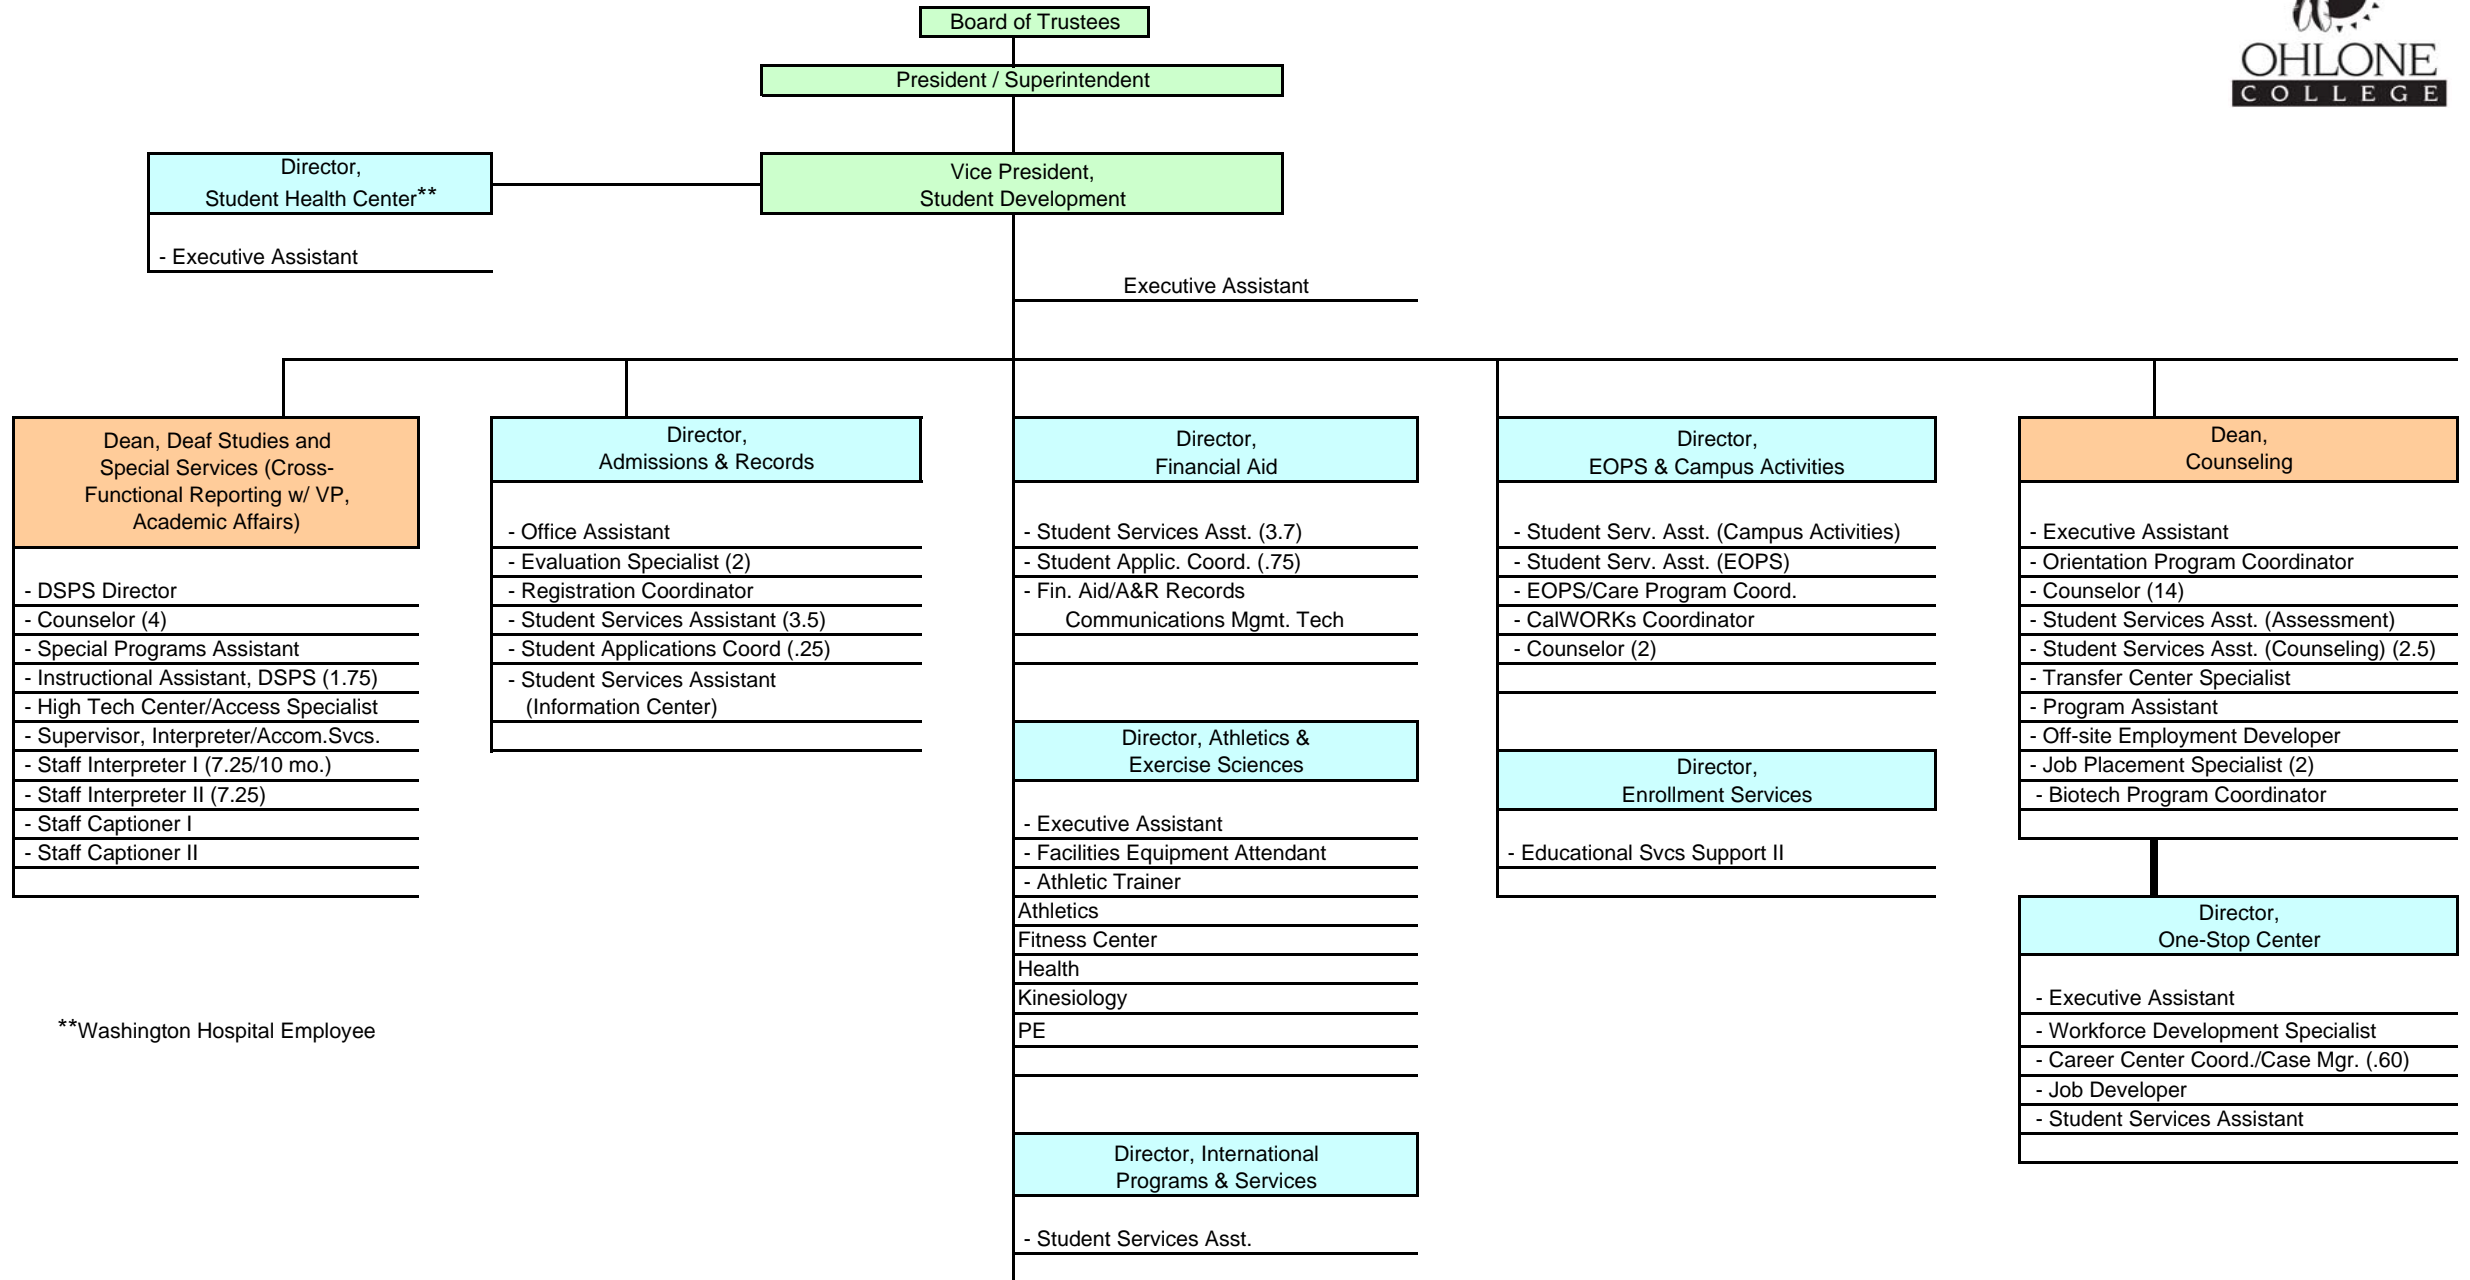 Board of Trustees
OHLONE
COLLEGE
President / Superintendent
Director,
Student Health Center**
- Executive Assistant
Vice President,
Student Development
Executive Assistant
Dean, Deaf Studies and
Special Services (Cross-
Functional Reporting w/ VP,
Academic Affairs)
- DSPS Director
- Counselor (4)
- Special Programs Assistant
- Instructional Assistant, DSPS (1.75)
- High Tech Center/Access Specialist
- Supervisor, Interpreter/Accom.Svcs.
- Staff Interpreter I (7.25/10 mo.)
- Staff Interpreter II (7.25)
- Staff Captioner I
- Staff Captioner II
**Washington Hospital Employee
Director,
Admissions & Records
- Office Assistant
- Evaluation Specialist (2)
- Registration Coordinator
- Student Services Assistant (3.5)
- Student Applications Coord (.25)
- Student Services Assistant
(Information Center)
Director,
Financial Aid
- Student Services Asst. (3.7)
- Student Applic. Coord. (.75)
- Fin. Aid/A&R Records
Communications Mgmt. Tech
Director, Athletics &
Exercise Sciences
- Executive Assistant
- Facilities Equipment Attendant
- Athletic Trainer
Athletics
Fitness Center
Health
Kinesiology
PE
Director, International
Programs & Services
- Student Services Asst.
Director,
EOPS & Campus Activities
- Student Serv. Asst. (Campus Activities)
- Student Serv. Asst. (EOPS)
- EOPS/Care Program Coord.
- CalWORKs Coordinator
- Counselor (2)
Director,
Enrollment Services
- Educational Svcs Support II
Dean,
Counseling
- Executive Assistant
- Orientation Program Coordinator
- Counselor (14)
- Student Services Asst. (Assessment)
- Student Services Asst. (Counseling) (2.5)
- Transfer Center Specialist
- Program Assistant
- Off-site Employment Developer
- Job Placement Specialist (2)
- Biotech Program Coordinator
Director,
One-Stop Center
- Executive Assistant
- Workforce Development Specialist
- Career Center Coord./Case Mgr. (.60)
- Job Developer
- Student Services Assistant